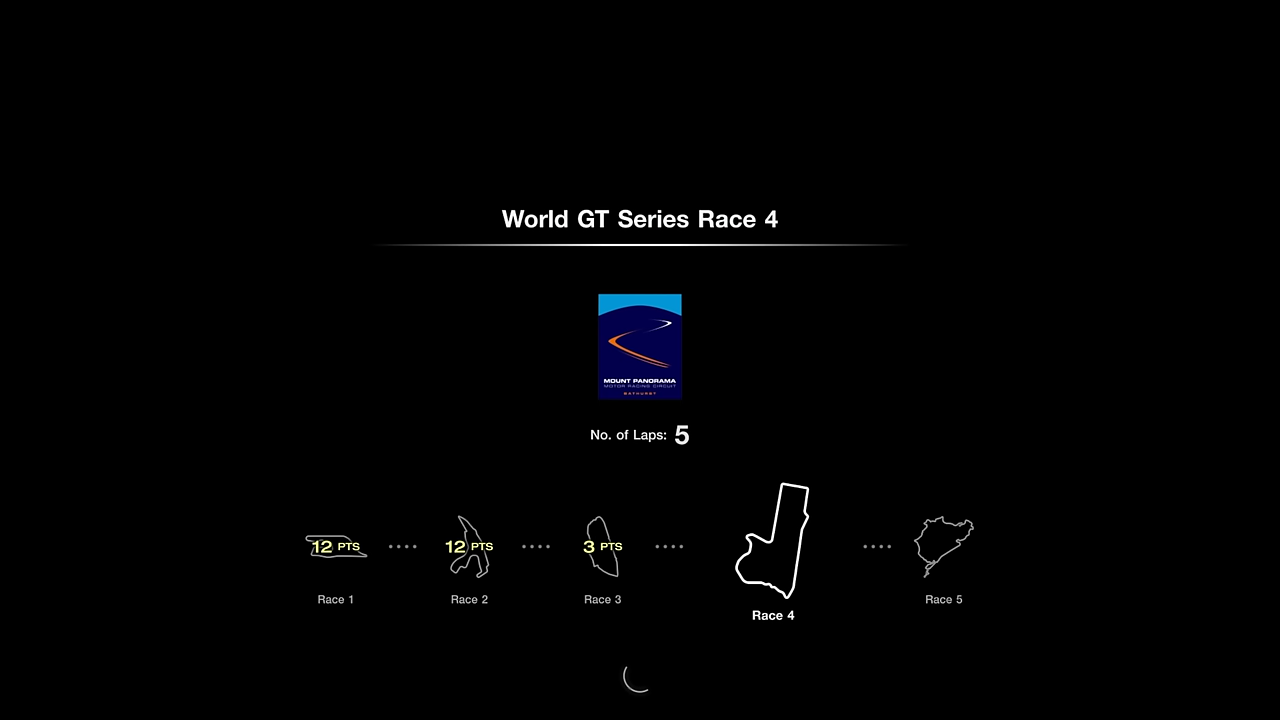 World GT Series Race 4
MOUNT PANORAMA
MOTOR RACING CIRCUIT
BATHURST
No. of Laps: 5
12 PTS
12 PTS
3 PTS
Race 1
Race 2
Race 3
Race 4
Race 5